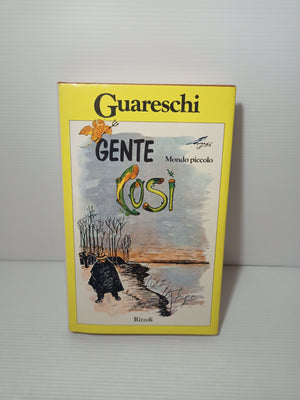 Guareschi
GENTE
Mondo piccolo
COSÌ
Rizzoli